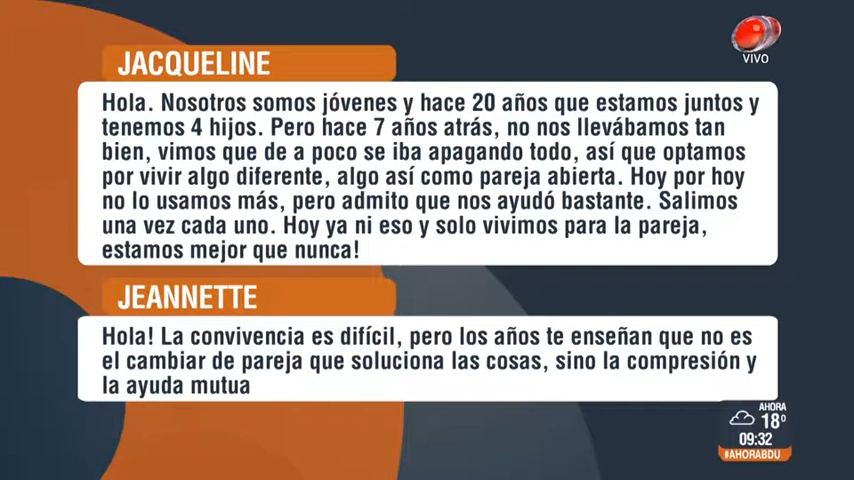 VIVO
JACQUELINE
Hola. Nosotros somos jóvenes y hace 20 años que estamos juntos y
tenemos 4 hijos. Pero hace 7 años atrás, no nos llevábamos tan
bien, vimos que de a poco se iba apagando todo, así que optamos
por vivir algo diferente, algo así como pareja abierta. Hoy por hoy
no lo usamos más, pero admito que nos ayudó bastante. Salimos
una vez cada uno. Hoy ya ni eso y solo vivimos para la pareja,
estamos mejor que nunca!
JEANNETTE
Hola! La convivencia es difícil, pero los años te enseñan que no es
el cambiar de pareja que soluciona las cosas, sino la compresión y
la ayuda mutua
AHORA
18º
09:32
#AHORABDU